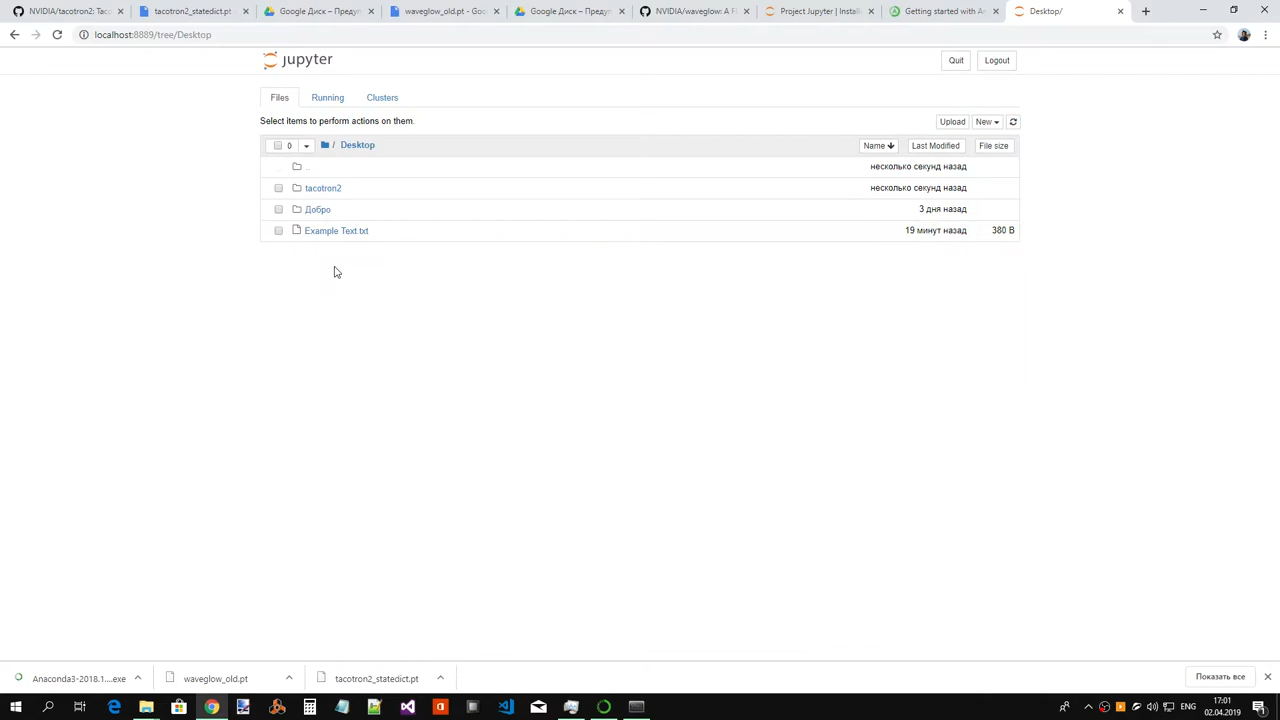 NVIDIA/tacotron2: Tac
tacotron2_statedict.pt
Google Диск – Предуп
waveglow_old.pt - Goo
Google Диск – Предуп
NVIDIA/waveglow: A Fl
Project Jupyter | Install
Getting started with An
Desktop/
localhost:8889/tree/Desktop
jupyter
Quit
Logout
Files
Running
Clusters
Select items to perform actions on them.
Upload
New
0
/ Desktop
Name
Last Modified
File size
..
несколько секунд назад
tacotron2
несколько секунд назад
Добро
3 дня назад
Example Text.txt
19 минут назад
380 B
Anaconda3-2018.1....exe
waveglow_old.pt
tacotron2_statedict.pt
Показать все
ENG
17:01
02.04.2019
1